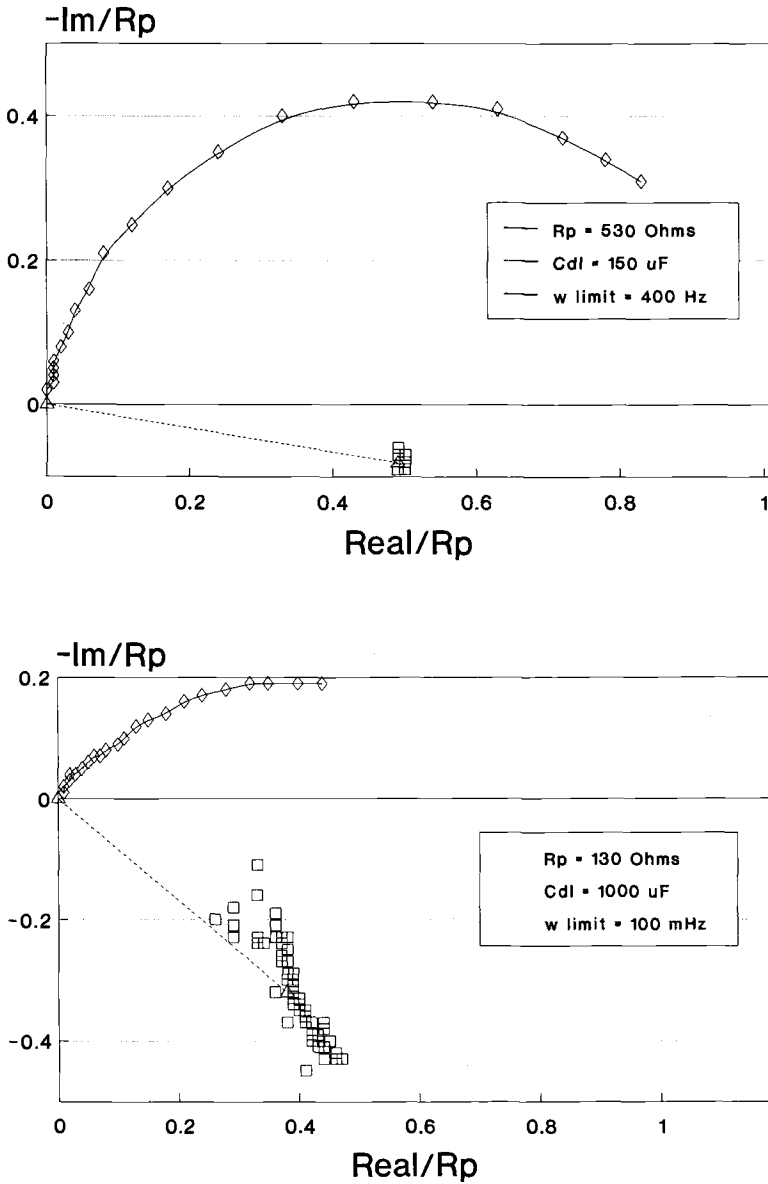 -Im/Rp
0.4
0.2
0
Rp = 530 Ohms
Cdl = 150 uF
w limit = 400 Hz
0 0.2 0.4 0.6 0.8 1
Real/Rp
-Im/Rp
0.2
0
-0.2
-0.4
Rp = 130 Ohms
Cdl = 1000 uF
w limit = 100 mHz
0 0.2 0.4 0.6 0.8 1
Real/Rp